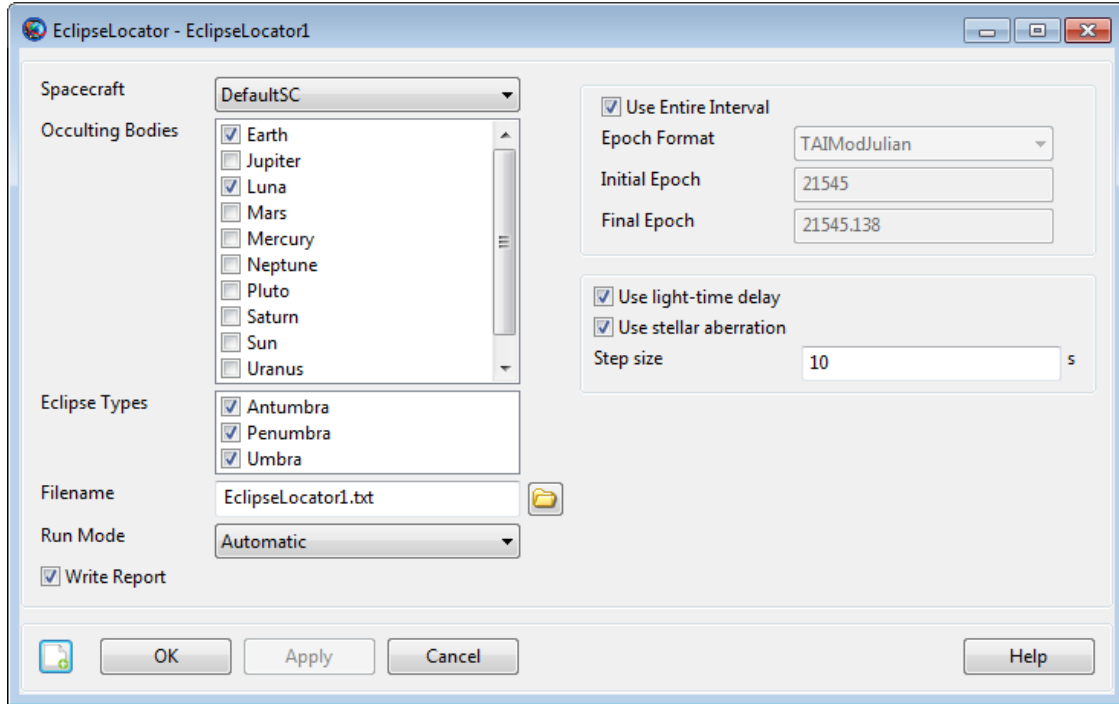 EclipseLocator - EclipseLocator1
Spacecraft
DefaultSC
Occulting Bodies
Earth
Jupiter
Luna
Mars
Mercury
Neptune
Pluto
Saturn
Sun
Uranus
Eclipse Types
Antumbra
Penumbra
Umbra
Filename
EclipseLocator1.txt
Run Mode
Automatic
Write Report
Use Entire Interval
Epoch Format
TAIModJulian
Initial Epoch
21545
Final Epoch
21545.138
Use light-time delay
Use stellar aberration
Step size
10
s
OK
Apply
Cancel
Help